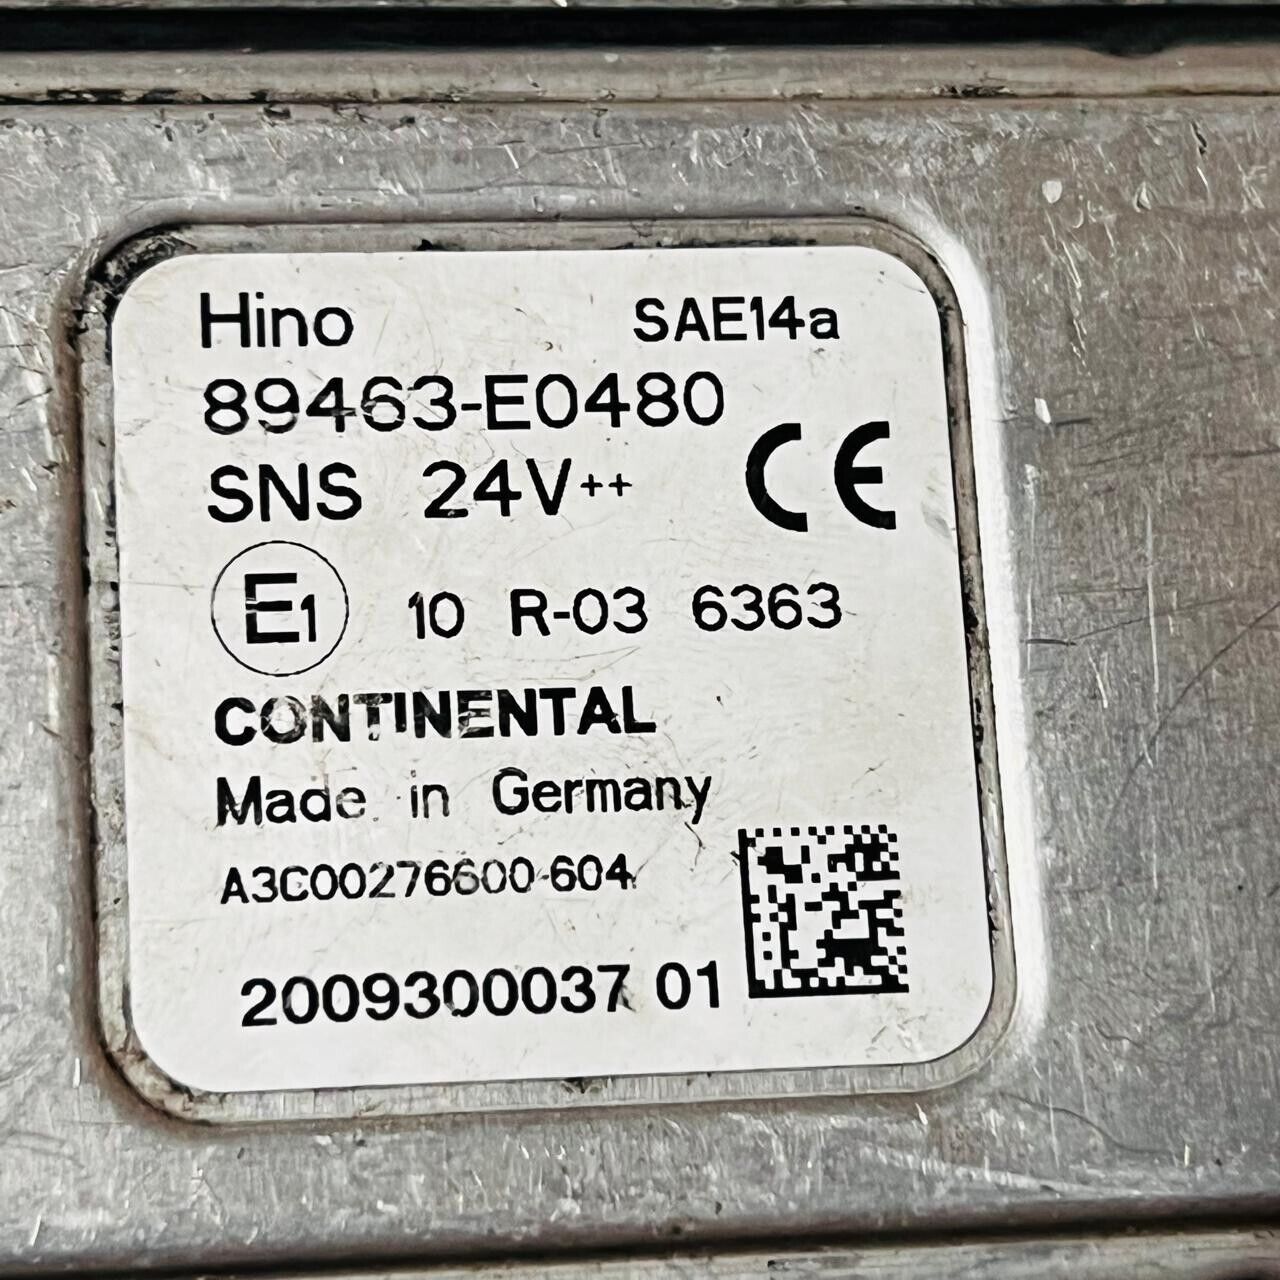 Hino SAE14a
89463-E0480
SNS 24V++
CE
E1 10 R-03 6363
CONTINENTAL
Made in Germany
A3C00276600-604
2009300037 01